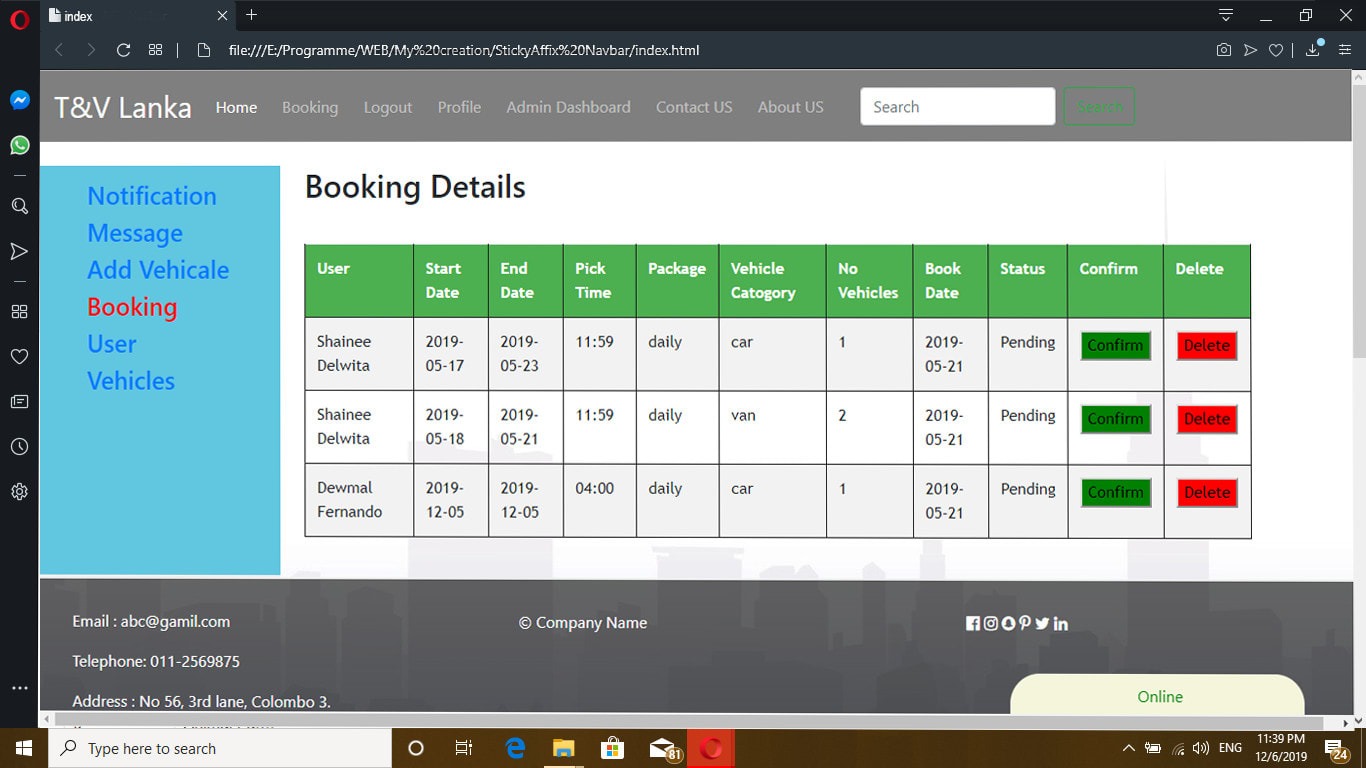 index
file:///E:/Programme/WEB/My%20creation/StickyAffix%20Navbar/index.html
T&V Lanka Home Booking Logout Profile Admin Dashboard Contact US About US Search Search
Notification
Message
Add Vehicale
Booking
User
Vehicles
Booking Details
User Start Date End Date Pick Time Package Vehicle Catogory No Vehicles Book Date Status Confirm Delete
Shainee Delwita 2019-05-17 2019-05-23 11:59 daily car 1 2019-05-21 Pending Confirm Delete
Shainee Delwita 2019-05-18 2019-05-21 11:59 daily van 2 2019-05-21 Pending Confirm Delete
Dewmal Fernando 2019-12-05 2019-12-05 04:00 daily car 1 2019-05-21 Pending Confirm Delete
Email : abc@gamil.com
© Company Name
Telephone: 011-2569875
Address : No 56, 3rd lane, Colombo 3.
Online
Type here to search
81
ENG
11:39 PM
12/6/2019
24